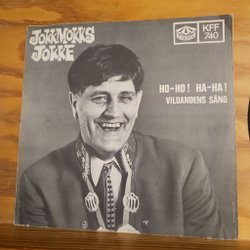 JOKKMOKKS
JOKKE
KFF
740
HO-HO! HA-HA!
VILDANDENS SÅNG